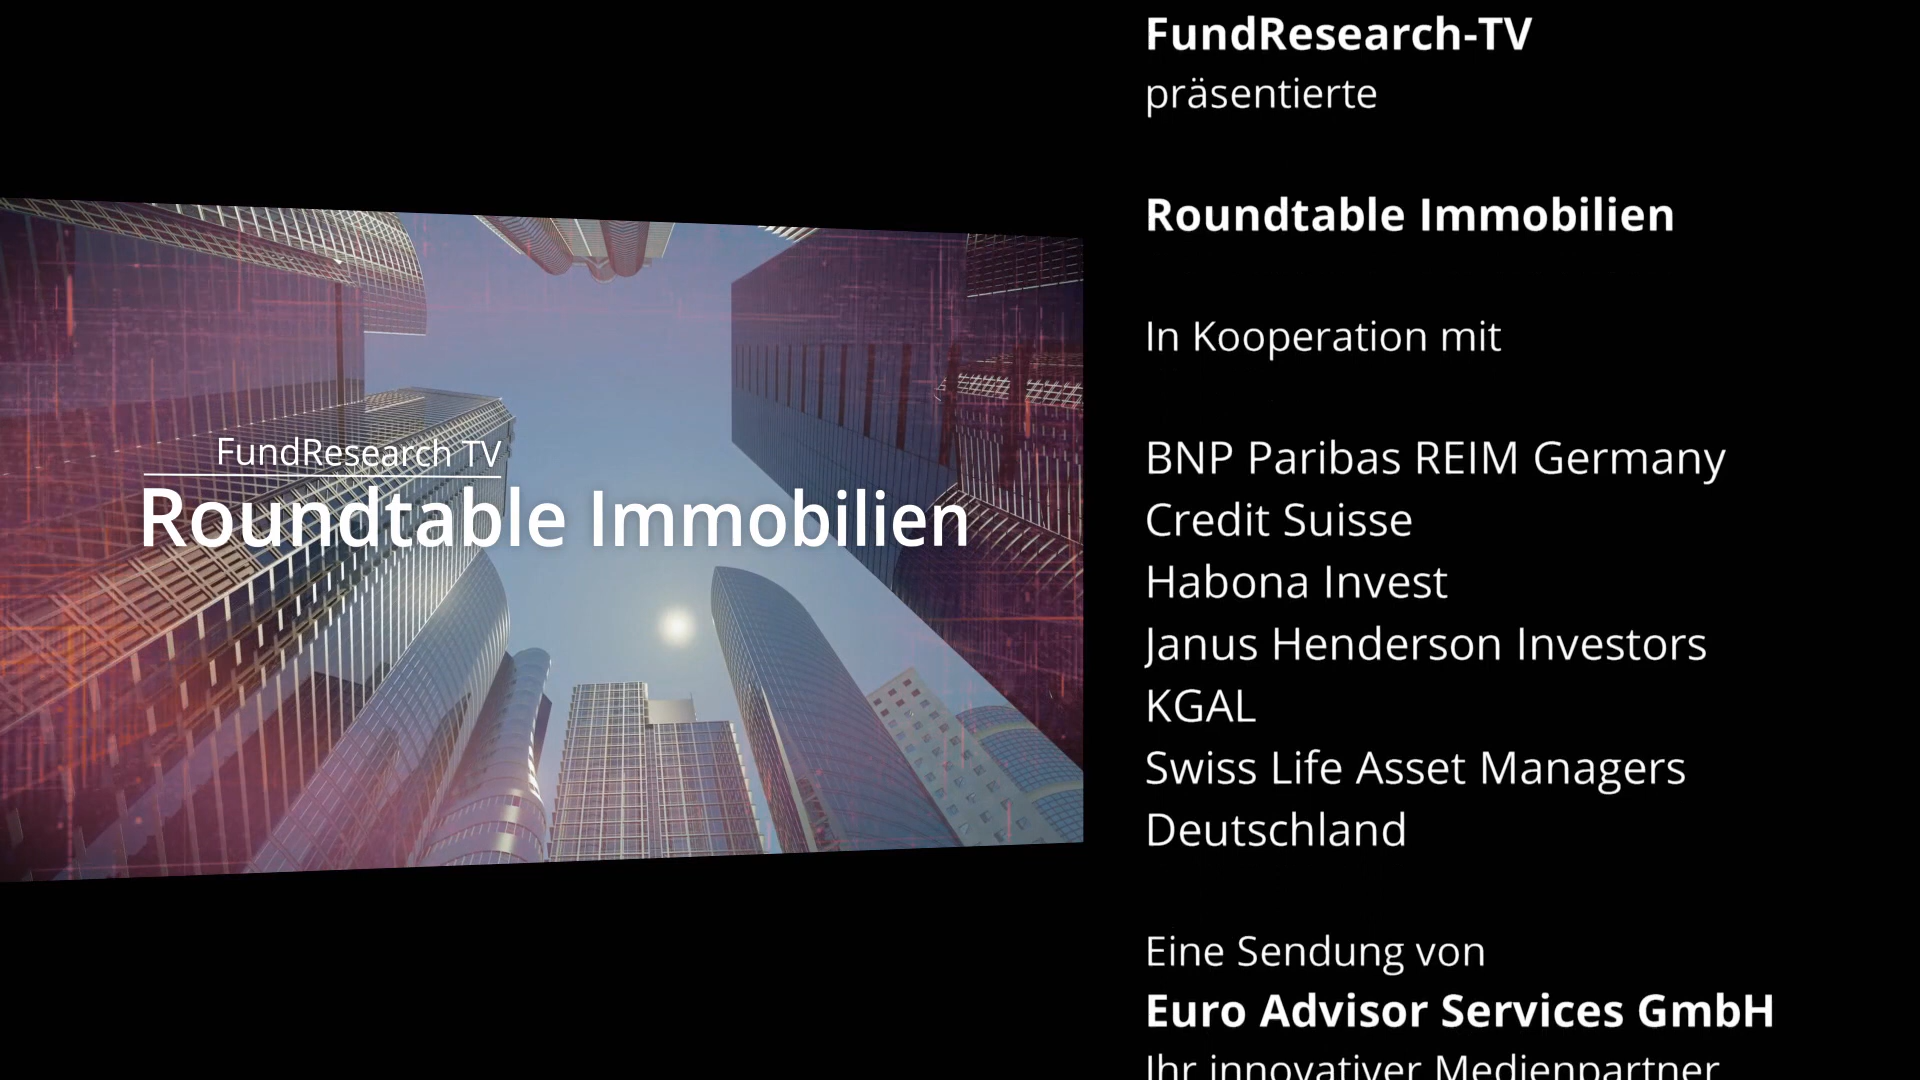 FundResearch TV
Roundtable Immobilien
FundResearch-TV
präsentierte
Roundtable Immobilien
In Kooperation mit
BNP Paribas REIM Germany
Credit Suisse
Habona Invest
Janus Henderson Investors
KGAL
Swiss Life Asset Managers
Deutschland
Eine Sendung von
Euro Advisor Services GmbH
Ihr innovativer Medienpartner